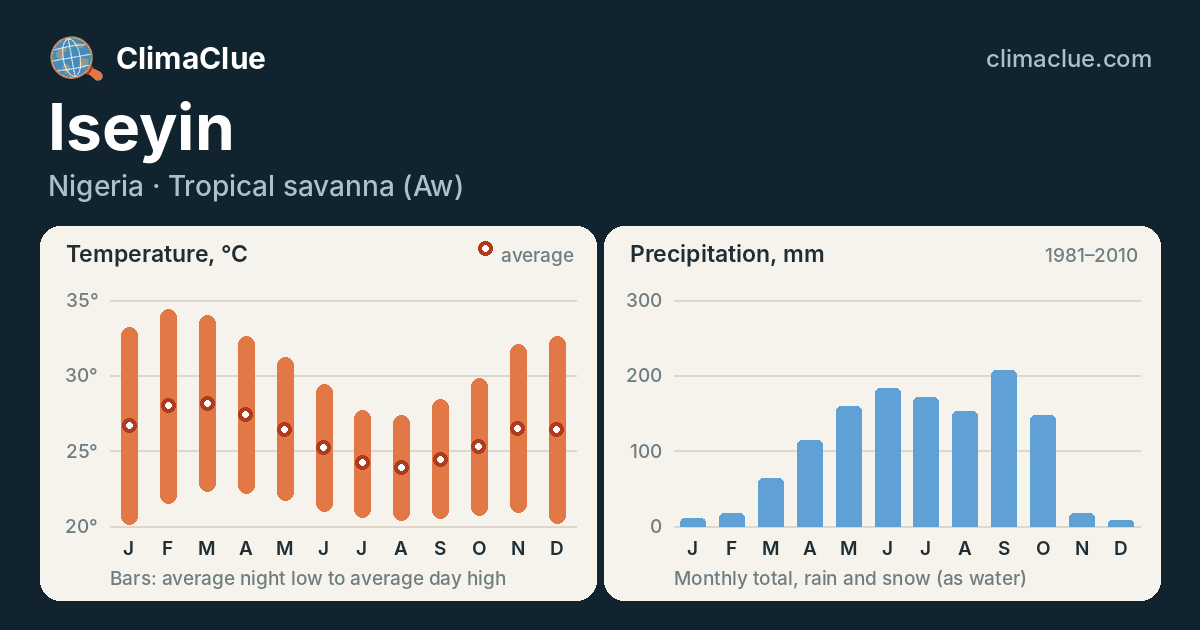 ClimaClue
climaclue.com
Iseyin
Nigeria · Tropical savanna (Aw)
Temperature, °C
average
35°
30°
25°
20°
J F M A M J J A S O N D
Bars: average night low to average day high
Precipitation, mm
1981–2010
300
200
100
0
J F M A M J J A S O N D
Monthly total, rain and snow (as water)